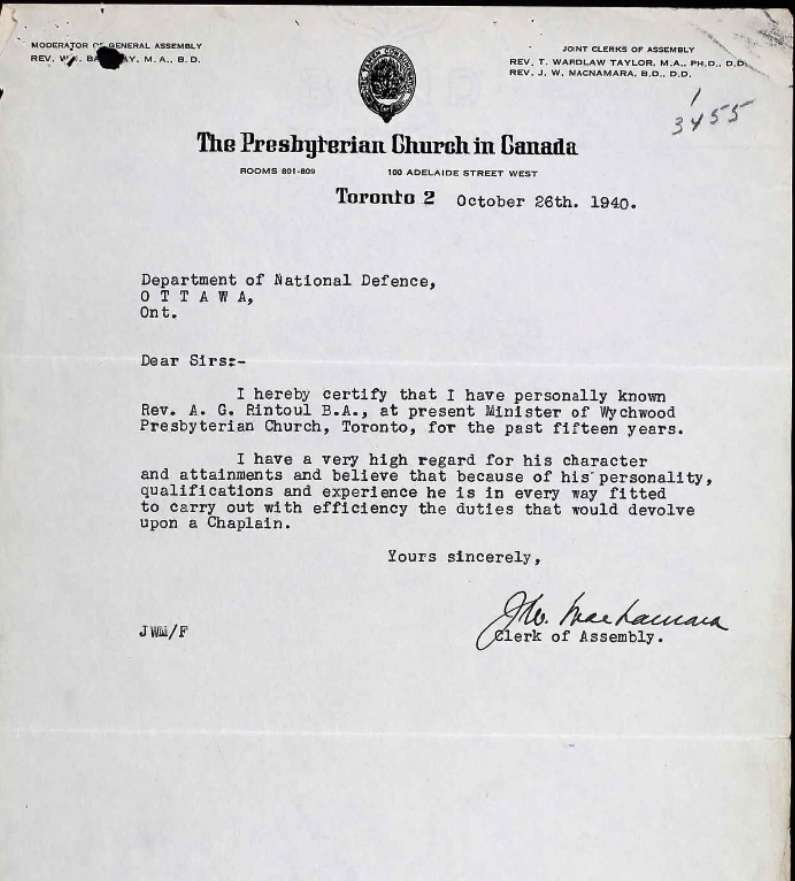 MODERATOR OF GENERAL ASSEMBLY
REV. W. A., M. A., B. D.
JOINT CLERKS OF ASSEMBLY
REV. T. WARDLAW TAYLOR, M.A., PH.D., D.D.
REV. J. W. MACNAMARA, B.D., D.D.
1
3455
The Presbyterian Church in Canada
ROOMS 801-809 100 ADELAIDE STREET WEST
Toronto 2 October 26th. 1940.
Department of National Defence,
O T T A W A,
Ont.
Dear Sirs:-
I hereby certify that I have personally known
Rev. A. G. Rintoul B.A., at present Minister of Wychwood
Presbyterian Church, Toronto, for the past fifteen years.
I have a very high regard for his character
and attainments and believe that because of his personality,
qualifications and experience he is in every way fitted
to carry out with efficiency the duties that would devolve
upon a Chaplain.
Yours sincerely,
J.W. MacNamara
JWM/F
Clerk of Assembly.